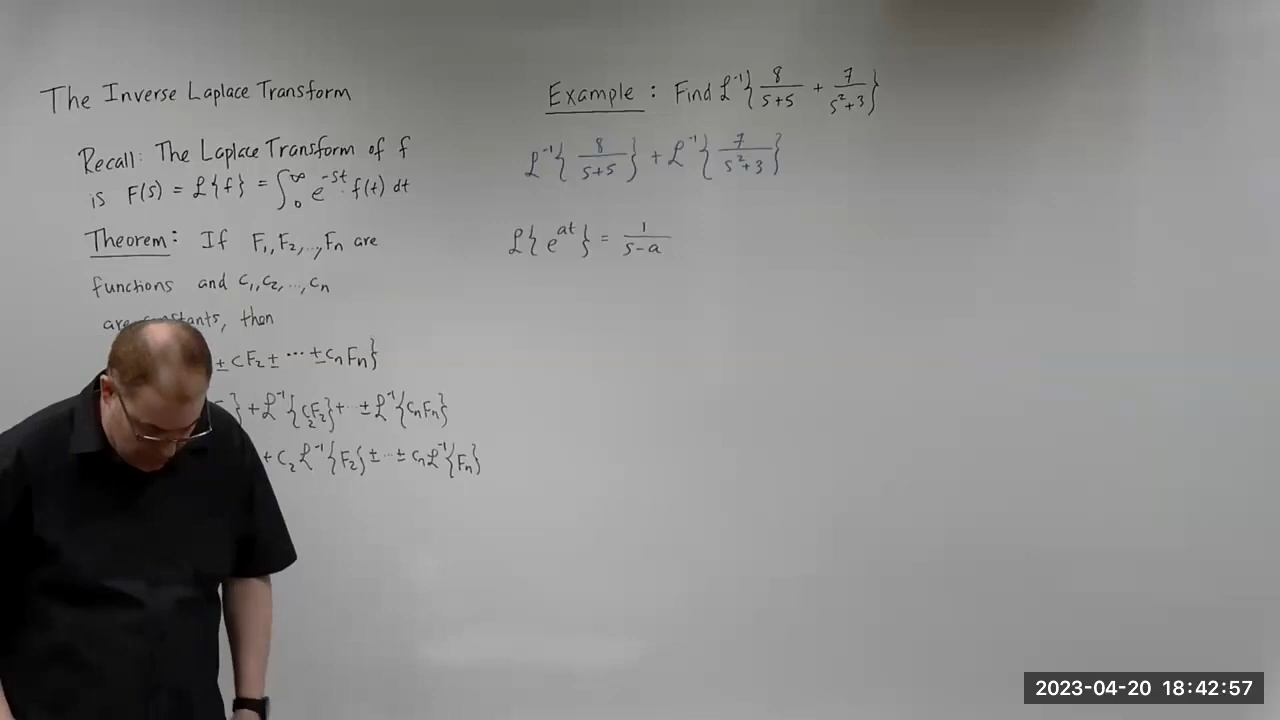 The Inverse Laplace Transform
Recall: The Laplace Transform of f
is F(s) = ℒ{f} = ∫₀^∞ e^{-st} · f(t) dt
Theorem: If F₁, F₂, ..., Fₙ are
functions and c₁, c₂, ..., cₙ
are constants, then
± cF₂ ± ··· ± cₙFₙ}
} + ℒ⁻¹{c₂F₂} + ··· ± ℒ⁻¹{cₙFₙ}
+ c₂ℒ⁻¹{F₂} ± ··· ± cₙℒ⁻¹{Fₙ}
Example: Find ℒ⁻¹{8/(s+5) + 7/(s²+3)}
ℒ⁻¹{8/(s+5)} + ℒ⁻¹{7/(s²+3)}
ℒ{e^{at}} = 1/(s-a)
2023-04-20 18:42:57